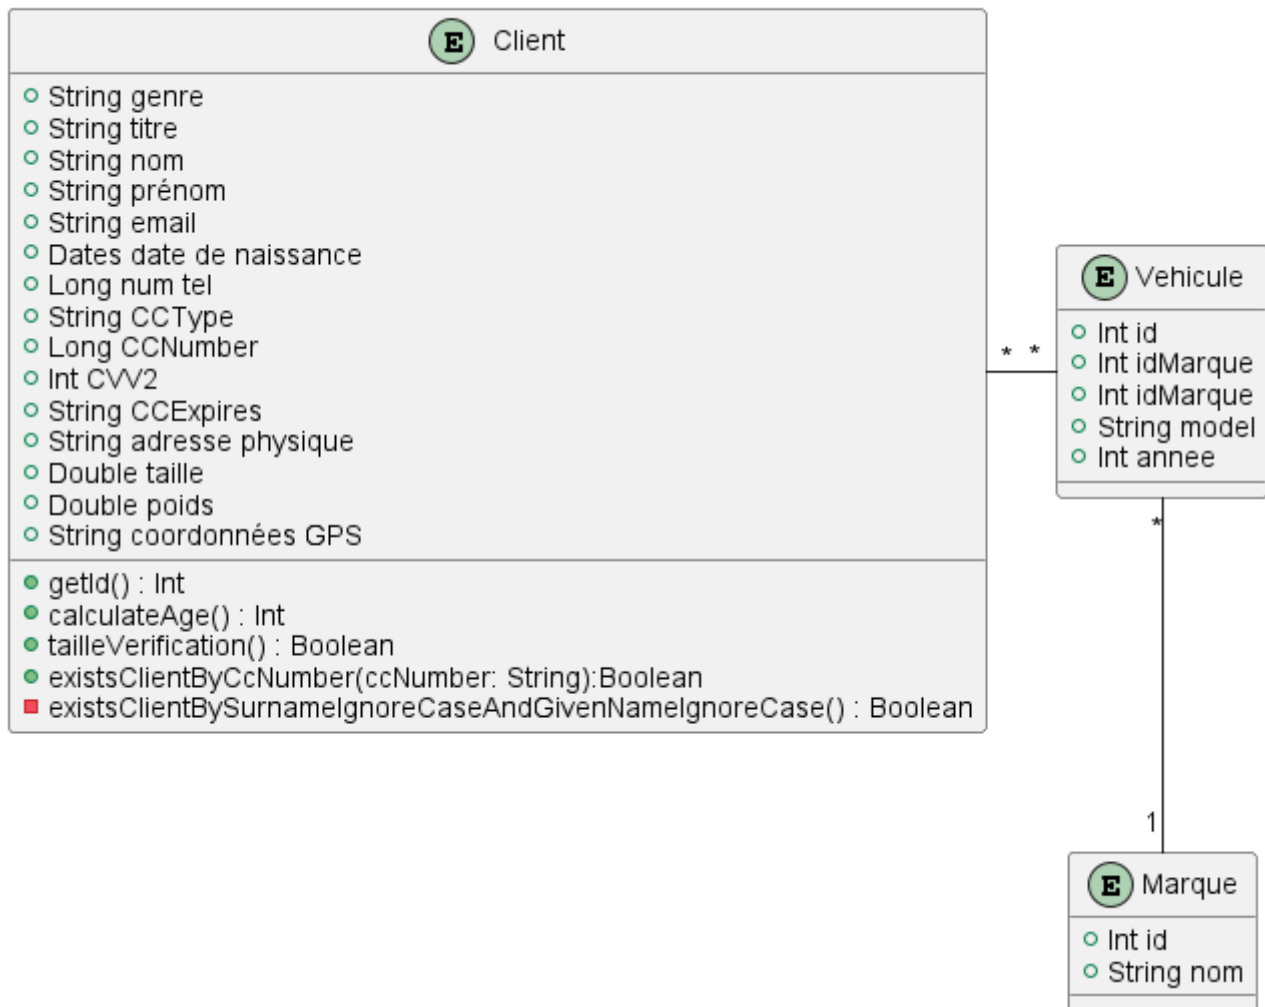 E Client
String genre
String titre
String nom
String prénom
String email
Dates date de naissance
Long num tel
String CCType
Long CCNumber
Int CVV2
String CCExpires
String adresse physique
Double taille
Double poids
String coordonnées GPS
getId() : Int
calculateAge() : Int
tailleVerification() : Boolean
existsClientByCcNumber(ccNumber: String):Boolean
existsClientBySurnameIgnoreCaseAndGivenNameIgnoreCase() : Boolean
* *
E Vehicule
Int id
Int idMarque
Int idMarque
String model
Int annee
*
1
E Marque
Int id
String nom